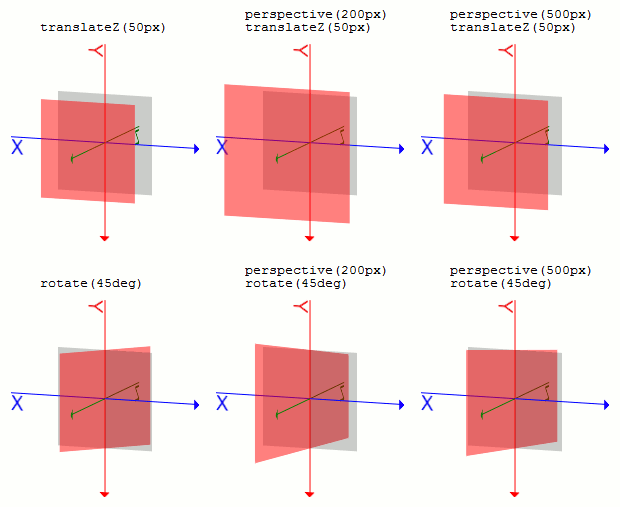 translateZ(50px)
perspective(200px)
translateZ(50px)
perspective(500px)
translateZ(50px)
Y
Y
Y
X
X
X
Z
Z
Z
rotate(45deg)
perspective(200px)
rotate(45deg)
perspective(500px)
rotate(45deg)
Y
Y
Y
X
X
X
Z
Z
Z